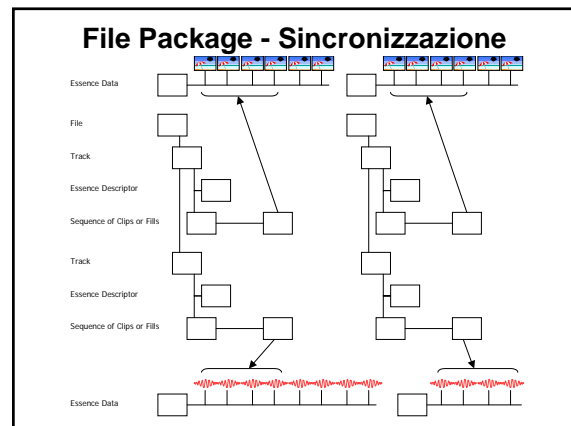 File Package - Sincronizzazione
Essence Data
File
Track
Essence Descriptor
Sequence of Clips or Fills
Track
Essence Descriptor
Sequence of Clips or Fills
Essence Data